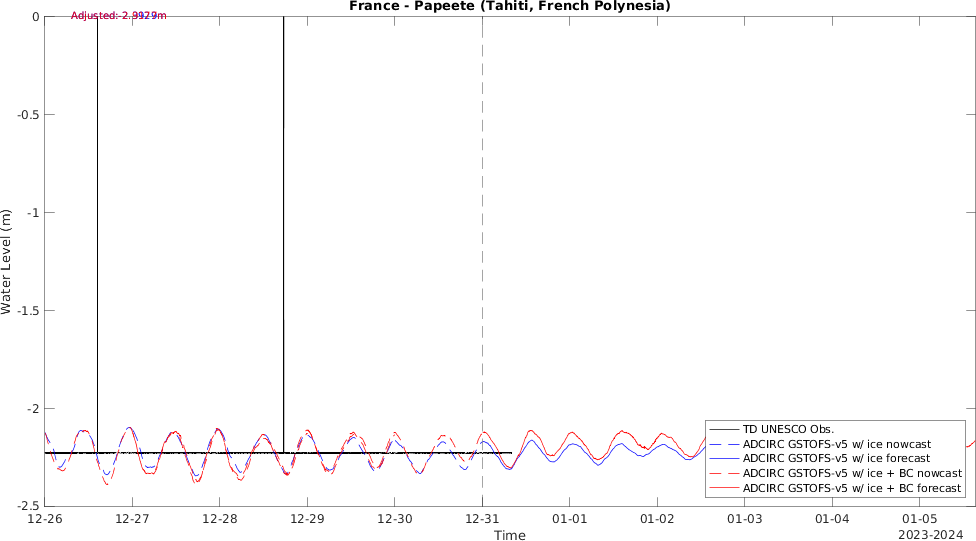 France - Papeete (Tahiti, French Polynesia)
0
-0.5
-1
-1.5
-2
-2.5
Water Level (m)
TD UNESCO Obs.
ADCIRC GSTOFS-v5 w/ ice nowcast
ADCIRC GSTOFS-v5 w/ ice forecast
ADCIRC GSTOFS-v5 w/ ice + BC nowcast
ADCIRC GSTOFS-v5 w/ ice + BC forecast
12-26 12-27 12-28 12-29 12-30 12-31 01-01 01-02 01-03 01-04 01-05
Time
2023-2024